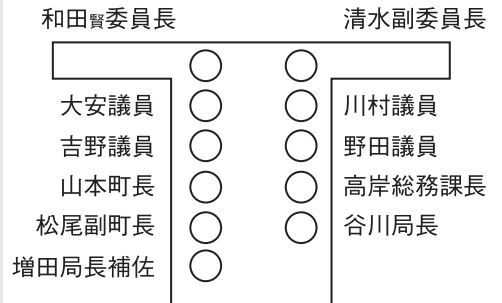 和田賢委員長
清水副委員長
大安議員
川村議員
吉野議員
野田議員
山本町長
高岸総務課長
松尾副町長
谷川局長
増田局長補佐